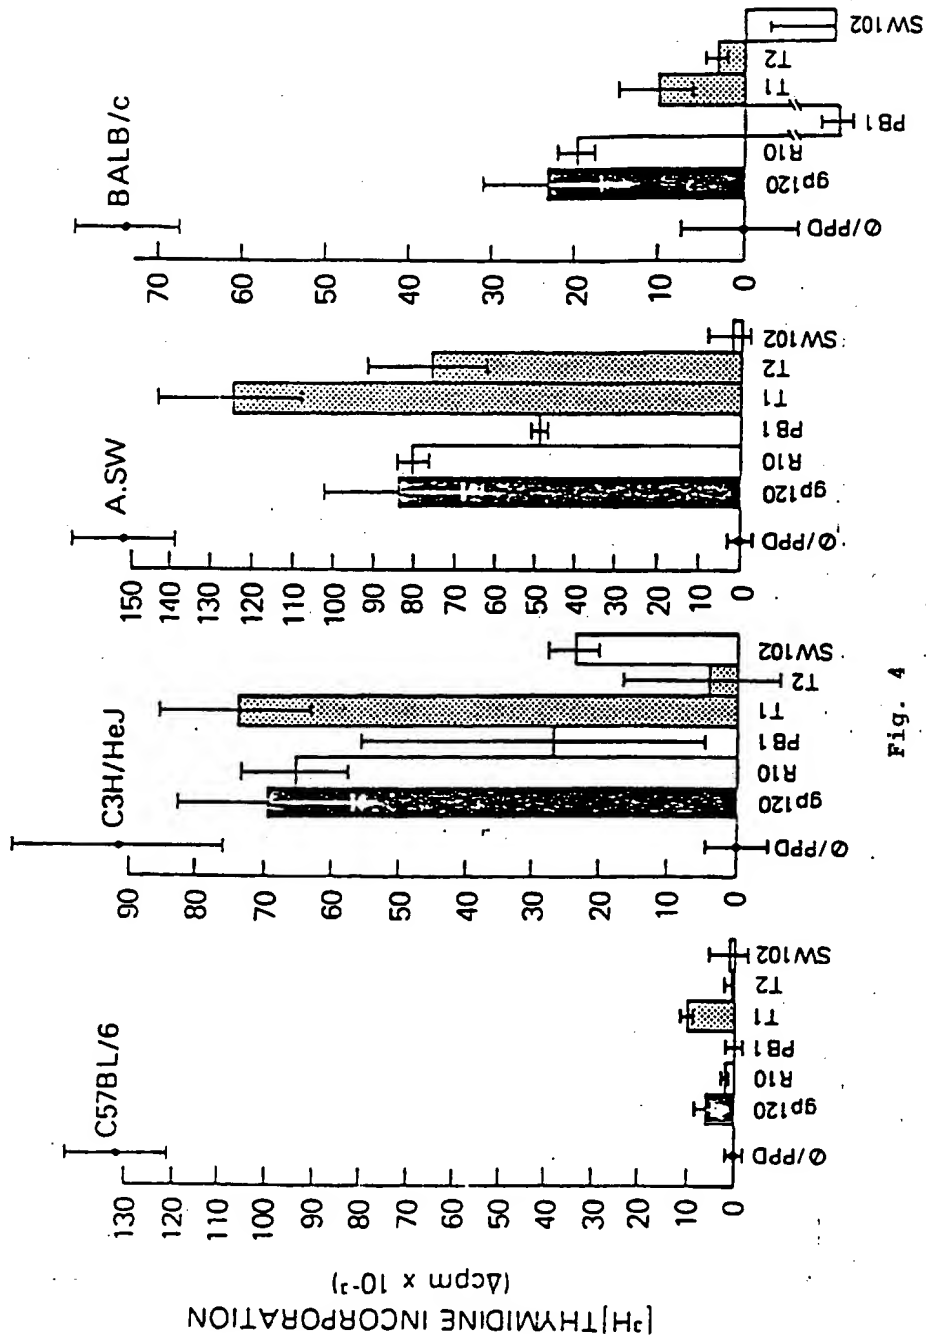 [³H]THYMIDINE INCORPORATION
(Δcpm x 10⁻³)
C57BL/6
130
120
110
100
90
80
70
60
50
40
30
20
10
0
Ø/PPD
gp120
R10
PB1
T1
T2
SW102
C3H/HeJ
90
80
70
60
50
40
30
20
10
0
Ø/PPD
gp120
R10
PB1
T1
T2
SW102
A.SW
150
140
130
120
110
100
90
80
70
60
50
40
30
20
10
0
Ø/PPD
gp120
R10
PB1
T1
T2
SW102
BALB/c
70
60
50
40
30
20
10
0
Ø/PPD
gp120
R10
PB1
T1
T2
SW102
Fig. 4